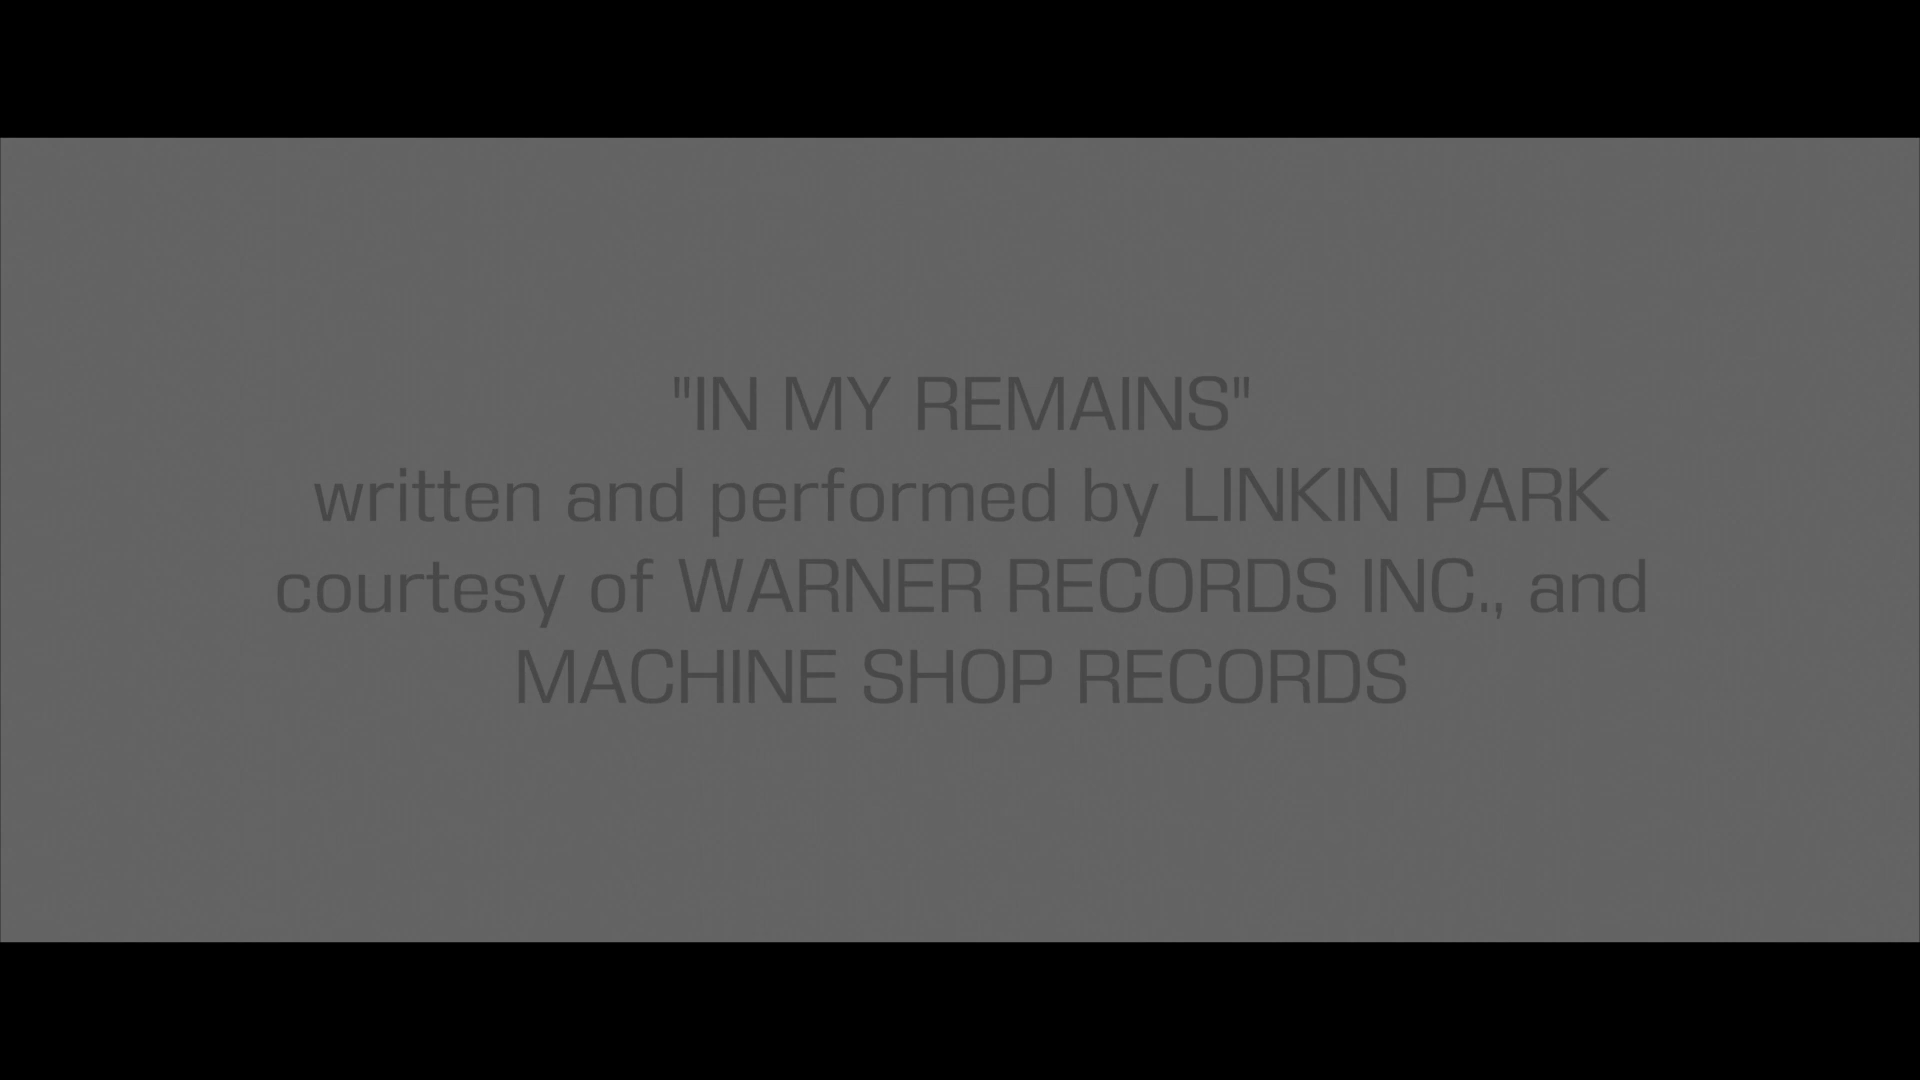 "IN MY REMAINS"
written and performed by LINKIN PARK
courtesy of WARNER RECORDS INC., and
MACHINE SHOP RECORDS